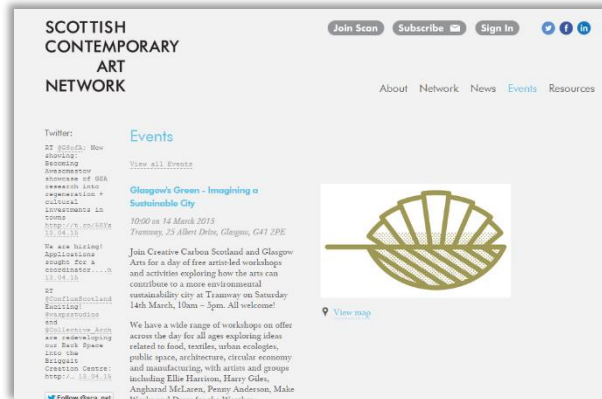 SCOTTISH
CONTEMPORARY
ART
NETWORK
Join Scan
Subscribe
Sign In
About
Network
News
Events
Resources
Twitter:
RT @GSofA: Now
showing:
Becoming
Awesomestow
showcase of GSA
research into
regeneration +
cultural
investments in
towns
13.04.15
We are hiring!
Applications
sought for a
coordinator....h
13.04.15
RT
@ConfluxScotland
Exciting!
@waspsstudios
and
@Collective_Arch
are redeveloping
our Back Space
into the
Briggait
Creation Centre:
http:/… 13.04.15
Follow @sca_net
Events
View all Events
Glasgow's Green - Imagining a
Sustainable City
10:00 on 14 March 2015
Tramway, 25 Albert Drive, Glasgow, G41 2PE
Join Creative Carbon Scotland and Glasgow
Arts for a day of free artist-led workshops
and activities exploring how the arts can
contribute to a more environmental
sustainability city at Tramway on Saturday
14th March, 10am – 5pm. All welcome!
We have a wide range of workshops on offer
across the day for all ages exploring ideas
related to food, textiles, urban ecologies,
public space, architecture, circular economy
and manufacturing, with artists and groups
including Ellie Harrison, Harry Giles,
Angharad McLaren, Penny Anderson, Make
View map